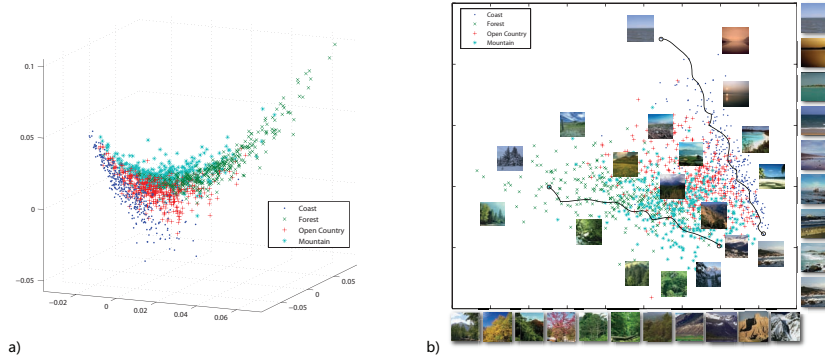 0.1
0.05
0
−0.05
−0.02
0
0.02
0.04
0.06
−0.05
0
0.05
Coast
Forest
Open Country
Mountain
a)
Coast
Forest
Open Country
Mountain
b)